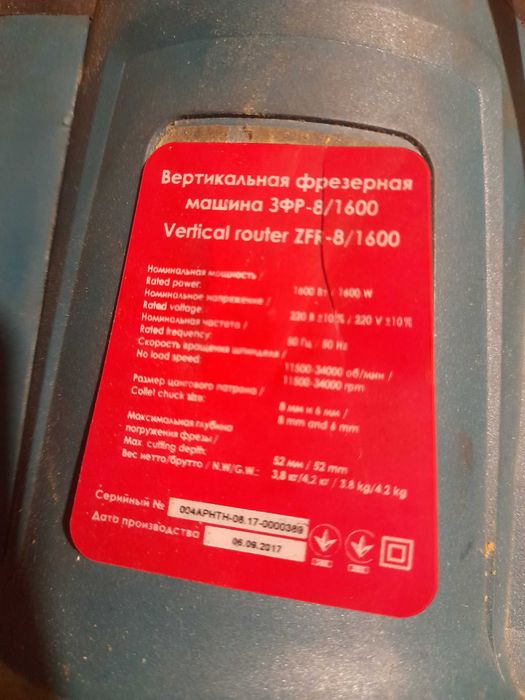 Вертикальная фрезерная
машина ЗФР-8/1600
Vertical router ZFR-8/1600
Номинальная мощность
Rated power: 1600 Вт / 1600 W
Номинальное напряжение /
Rated voltage: 220 В ±10% / 220 V ±10%
Номинальная частота /
Rated frequency: 50 Гц / 50 Hz
Скорость вращения шпинделя /
No load speed: 11500-34000 об/мин /
11500-34000 rpm
Размер цангового патрона /
Collet chuck size: 8 мм и 6 мм /
8 mm and 6 mm
Максимальная глубина
погружения фрезы /
Max. cutting depth: 52 мм / 52 mm
Вес нетто/брутто / N.W/G.W.: 3,8 кг/4,2 кг / 3.8 kg/4.2 kg
Серийный № 004APHTH-08.17-0000389
Дата производства 06.09.2017